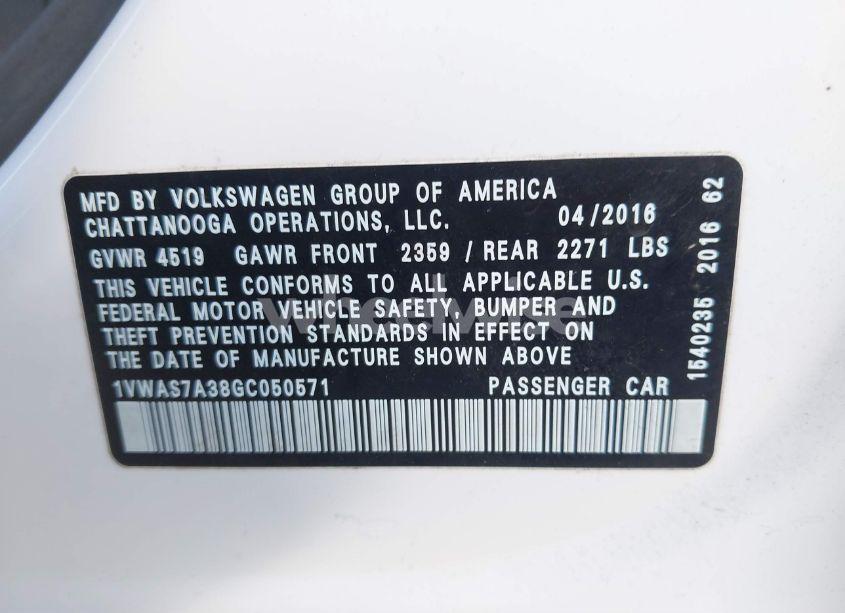 MFD BY VOLKSWAGEN GROUP OF AMERICA
CHATTANOOGA OPERATIONS, LLC. 04/2016
GVWR 4519 GAWR FRONT 2359 / REAR 2271 LBS
THIS VEHICLE CONFORMS TO ALL APPLICABLE U.S.
FEDERAL MOTOR VEHICLE SAFETY, BUMPER AND
THEFT PREVENTION STANDARDS IN EFFECT ON
THE DATE OF MANUFACTURE SHOWN ABOVE
1VWAS7A38GC050571 PASSENGER CAR
1540235 2016 62